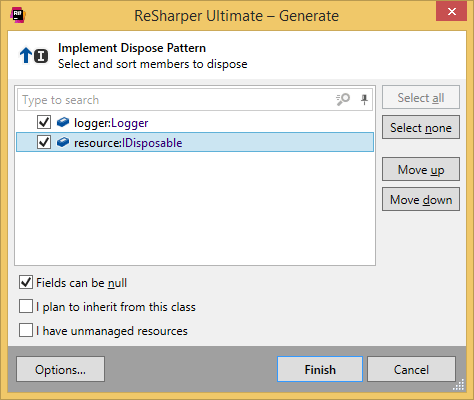 ReSharper Ultimate – Generate
Implement Dispose Pattern
Select and sort members to dispose
Type to search
logger:Logger
resource:IDisposable
Select all
Select none
Move up
Move down
Fields can be null
I plan to inherit from this class
I have unmanaged resources
Options...
Finish
Cancel